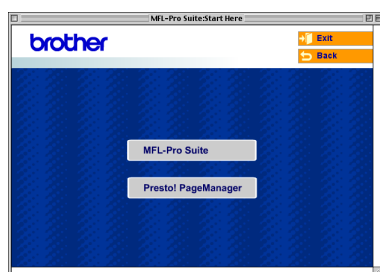 MFL-Pro Suite:Start Here
brother
Exit
Back
MFL-Pro Suite
Presto! PageManager